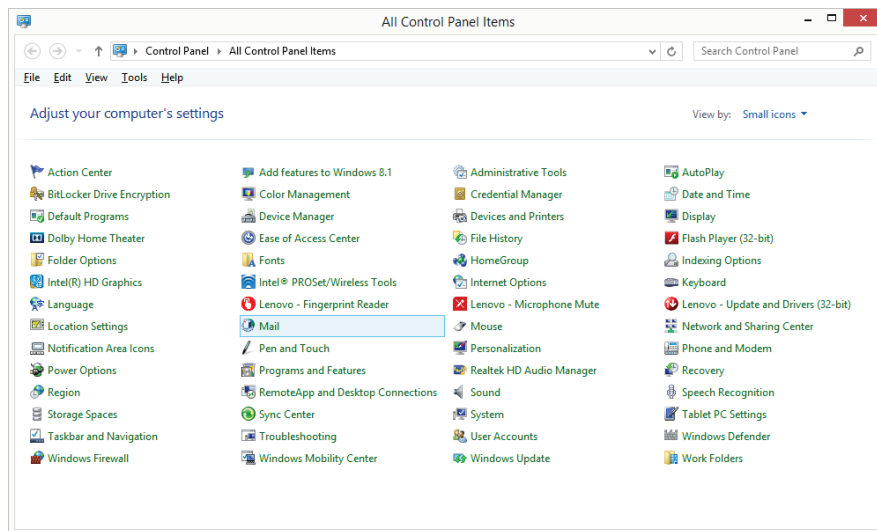 All Control Panel Items
Control Panel All Control Panel Items Search Control Panel
File Edit View Tools Help
Adjust your computer's settings View by: Small icons
Action Center Add features to Windows 8.1 Administrative Tools AutoPlay
BitLocker Drive Encryption Color Management Credential Manager Date and Time
Default Programs Device Manager Devices and Printers Display
Dolby Home Theater Ease of Access Center File History Flash Player (32-bit)
Folder Options Fonts HomeGroup Indexing Options
Intel(R) HD Graphics Intel® PROSet/Wireless Tools Internet Options Keyboard
Language Lenovo - Fingerprint Reader Lenovo - Microphone Mute Lenovo - Update and Drivers (32-bit)
Location Settings Mail Mouse Network and Sharing Center
Notification Area Icons Pen and Touch Personalization Phone and Modem
Power Options Programs and Features Realtek HD Audio Manager Recovery
Region RemoteApp and Desktop Connections Sound Speech Recognition
Storage Spaces Sync Center System Tablet PC Settings
Taskbar and Navigation Troubleshooting User Accounts Windows Defender
Windows Firewall Windows Mobility Center Windows Update Work Folders